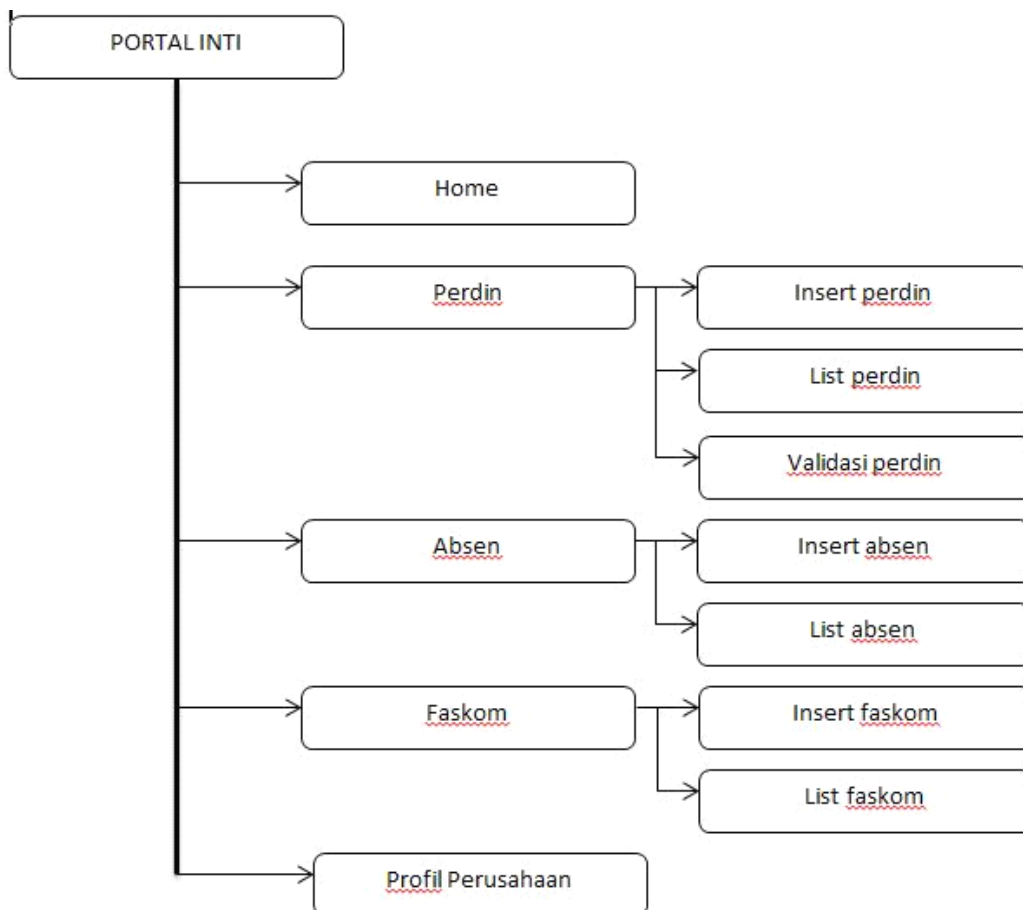 PORTAL INTI
Home
Perdin
Insert perdin
List perdin
Validasi perdin
Absen
Insert absen
List absen
Faskom
Insert faskom
List faskom
Profil Perusahaan